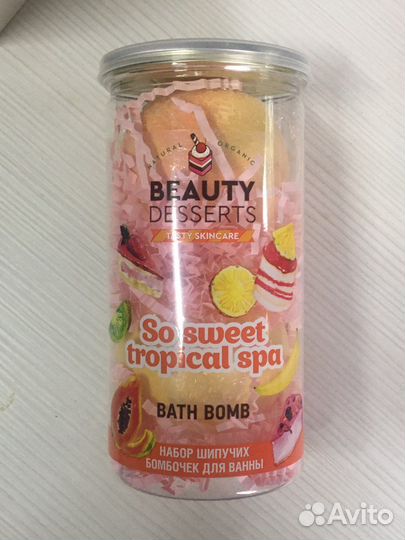 NATURAL ORGANIC
BEAUTY
DESSERTS
TASTY SKINCARE
So sweet
tropical spa
BATH BOMB
НАБОР ШИПУЧИХ
БОМБОЧЕК ДЛЯ ВАННЫ
Avito